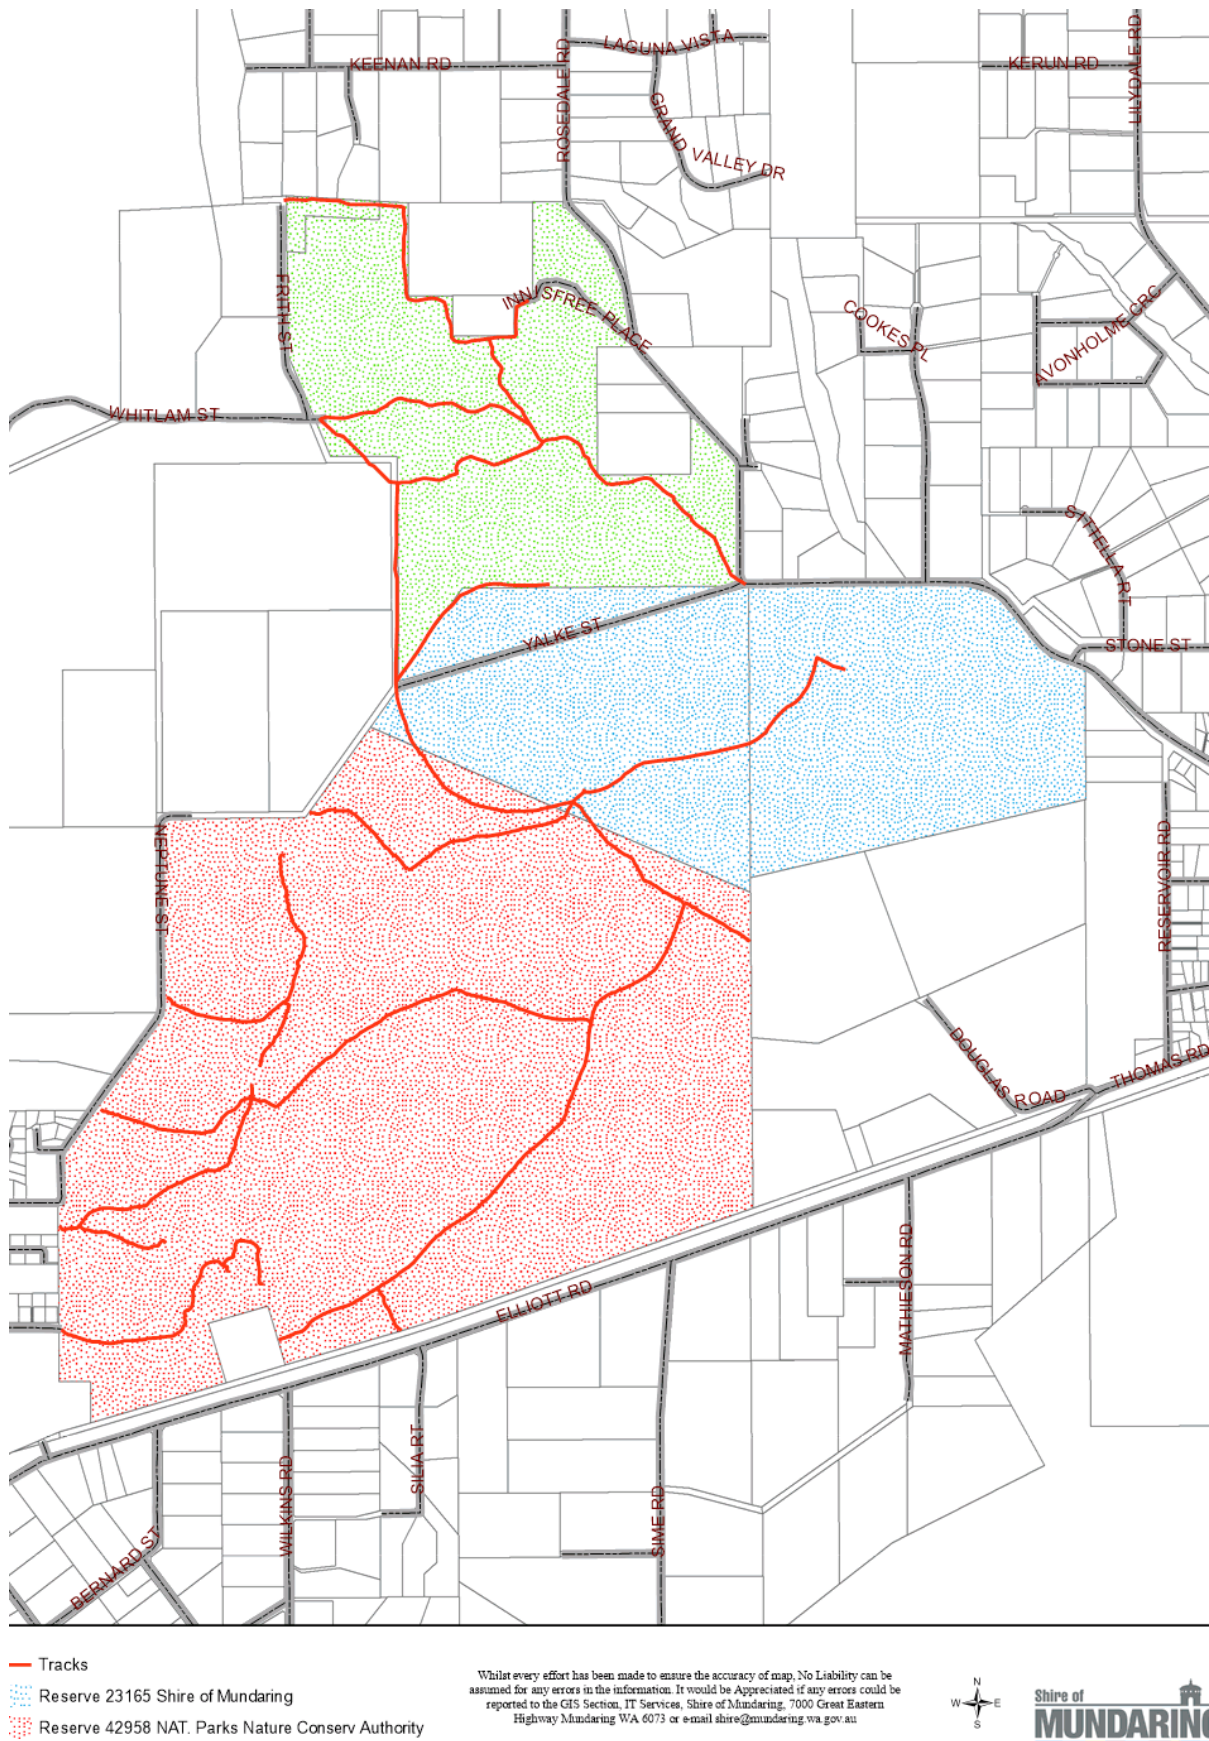 LAGUNA VISTA
KEENAN RD
ROSEDALE RD
KERUN RD
LILYDALE RD
GRAND VALLEY DR
FRITH ST
INNISFREE PLACE
COOKES PL
AVONHOLME CRC
WHITLAM ST
SITTELLA RT
YALKE ST
STONE ST
NEPTUNE ST
RESERVOIR RD
DOUGLAS ROAD
THOMAS RD
ELLIOTT RD
MATHIESON RD
SILIA RT
WILKINS RD
SIME RD
BERNARD ST
Tracks
Reserve 23165 Shire of Mundaring
Reserve 42958 NAT. Parks Nature Conserv Authority
Whilst every effort has been made to ensure the accuracy of map, No Liability can be
assumed for any errors in the information. It would be Appreciated if any errors could be
reported to the GIS Section, IT Services, Shire of Mundaring, 7000 Great Eastern
Highway Mundaring WA 6073 or e-mail shire@mundaring.wa.gov.au
N
W E
S
Shire of
MUNDARING